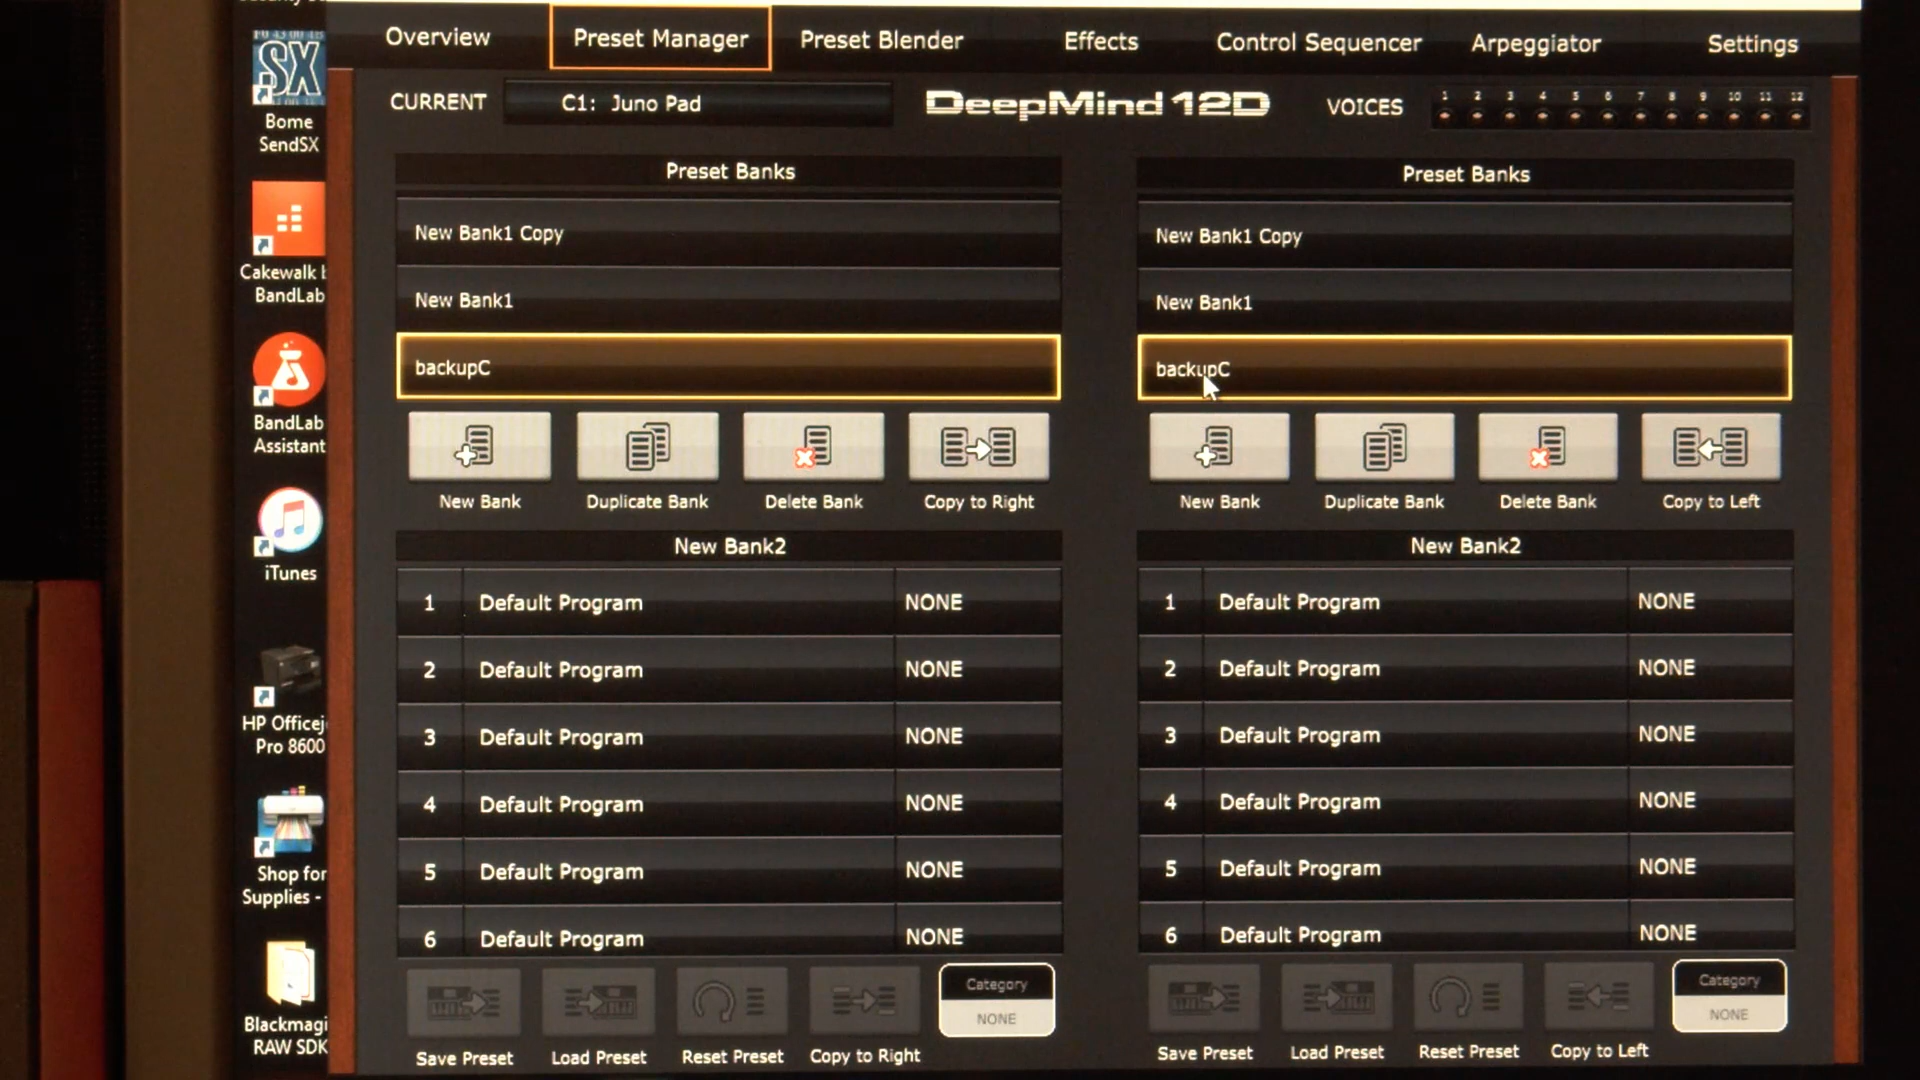 Overview Preset Manager Preset Blender Effects Control Sequencer Arpeggiator Settings
CURRENT C1: Juno Pad DeepMind 12D VOICES 1 2 3 4 5 6 7 8 9 10 11 12
SX
Bome
SendSX
Cakewalk b
BandLab
BandLab
Assistant
iTunes
HP Officej
Pro 8600
Shop for
Supplies -
Blackmagi
RAW SDK
Preset Banks
New Bank1 Copy
New Bank1
backupC
New Bank Duplicate Bank Delete Bank Copy to Right
New Bank2
1 Default Program NONE
2 Default Program NONE
3 Default Program NONE
4 Default Program NONE
5 Default Program NONE
6 Default Program NONE
Category
NONE
Save Preset Load Preset Reset Preset Copy to Right
Preset Banks
New Bank1 Copy
New Bank1
backupC
New Bank Duplicate Bank Delete Bank Copy to Left
New Bank2
1 Default Program NONE
2 Default Program NONE
3 Default Program NONE
4 Default Program NONE
5 Default Program NONE
6 Default Program NONE
Category
NONE
Save Preset Load Preset Reset Preset Copy to Left